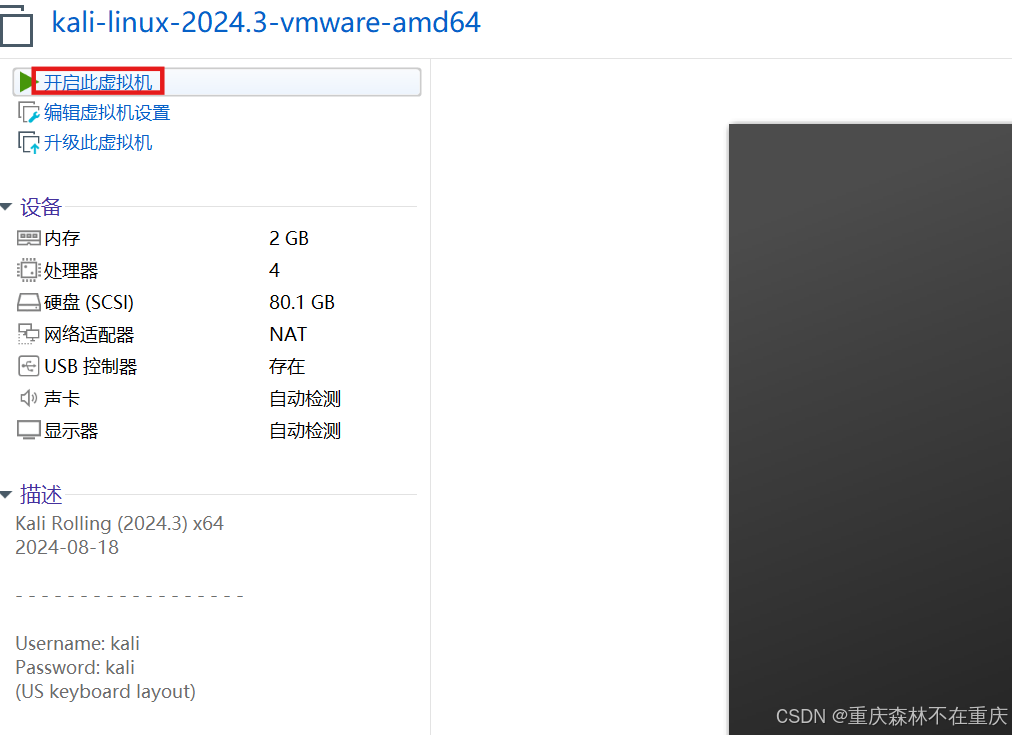 kali-linux-2024.3-vmware-amd64
开启此虚拟机
编辑虚拟机设置
升级此虚拟机
设备
内存 2 GB
处理器 4
硬盘 (SCSI) 80.1 GB
网络适配器 NAT
USB 控制器 存在
声卡 自动检测
显示器 自动检测
描述
Kali Rolling (2024.3) x64
2024-08-18
- - - - - - - - - - - - - - - - - -
Username: kali
Password: kali
(US keyboard layout)
CSDN @重庆森林不在重庆